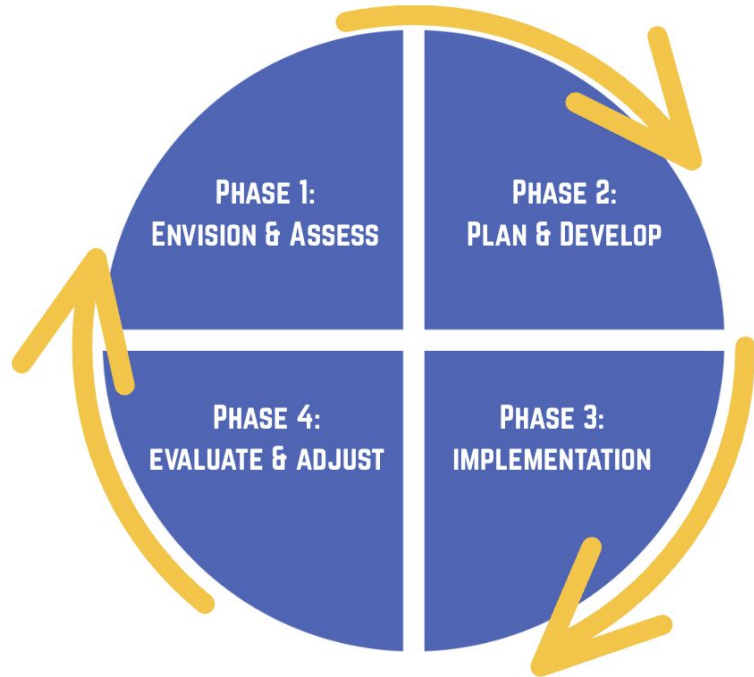 Phase 1:
Envision & Assess
Phase 2:
Plan & Develop
Phase 3:
implementation
Phase 4:
evaluate & adjust